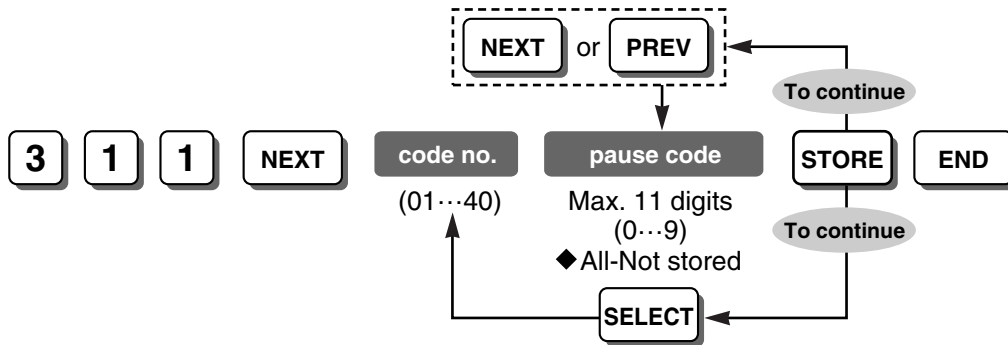 NEXT or PREV
To continue
3 1 1 NEXT code no. pause code STORE END
(01⋯40) Max. 11 digits
(0⋯9)
To continue
◆All-Not stored
SELECT